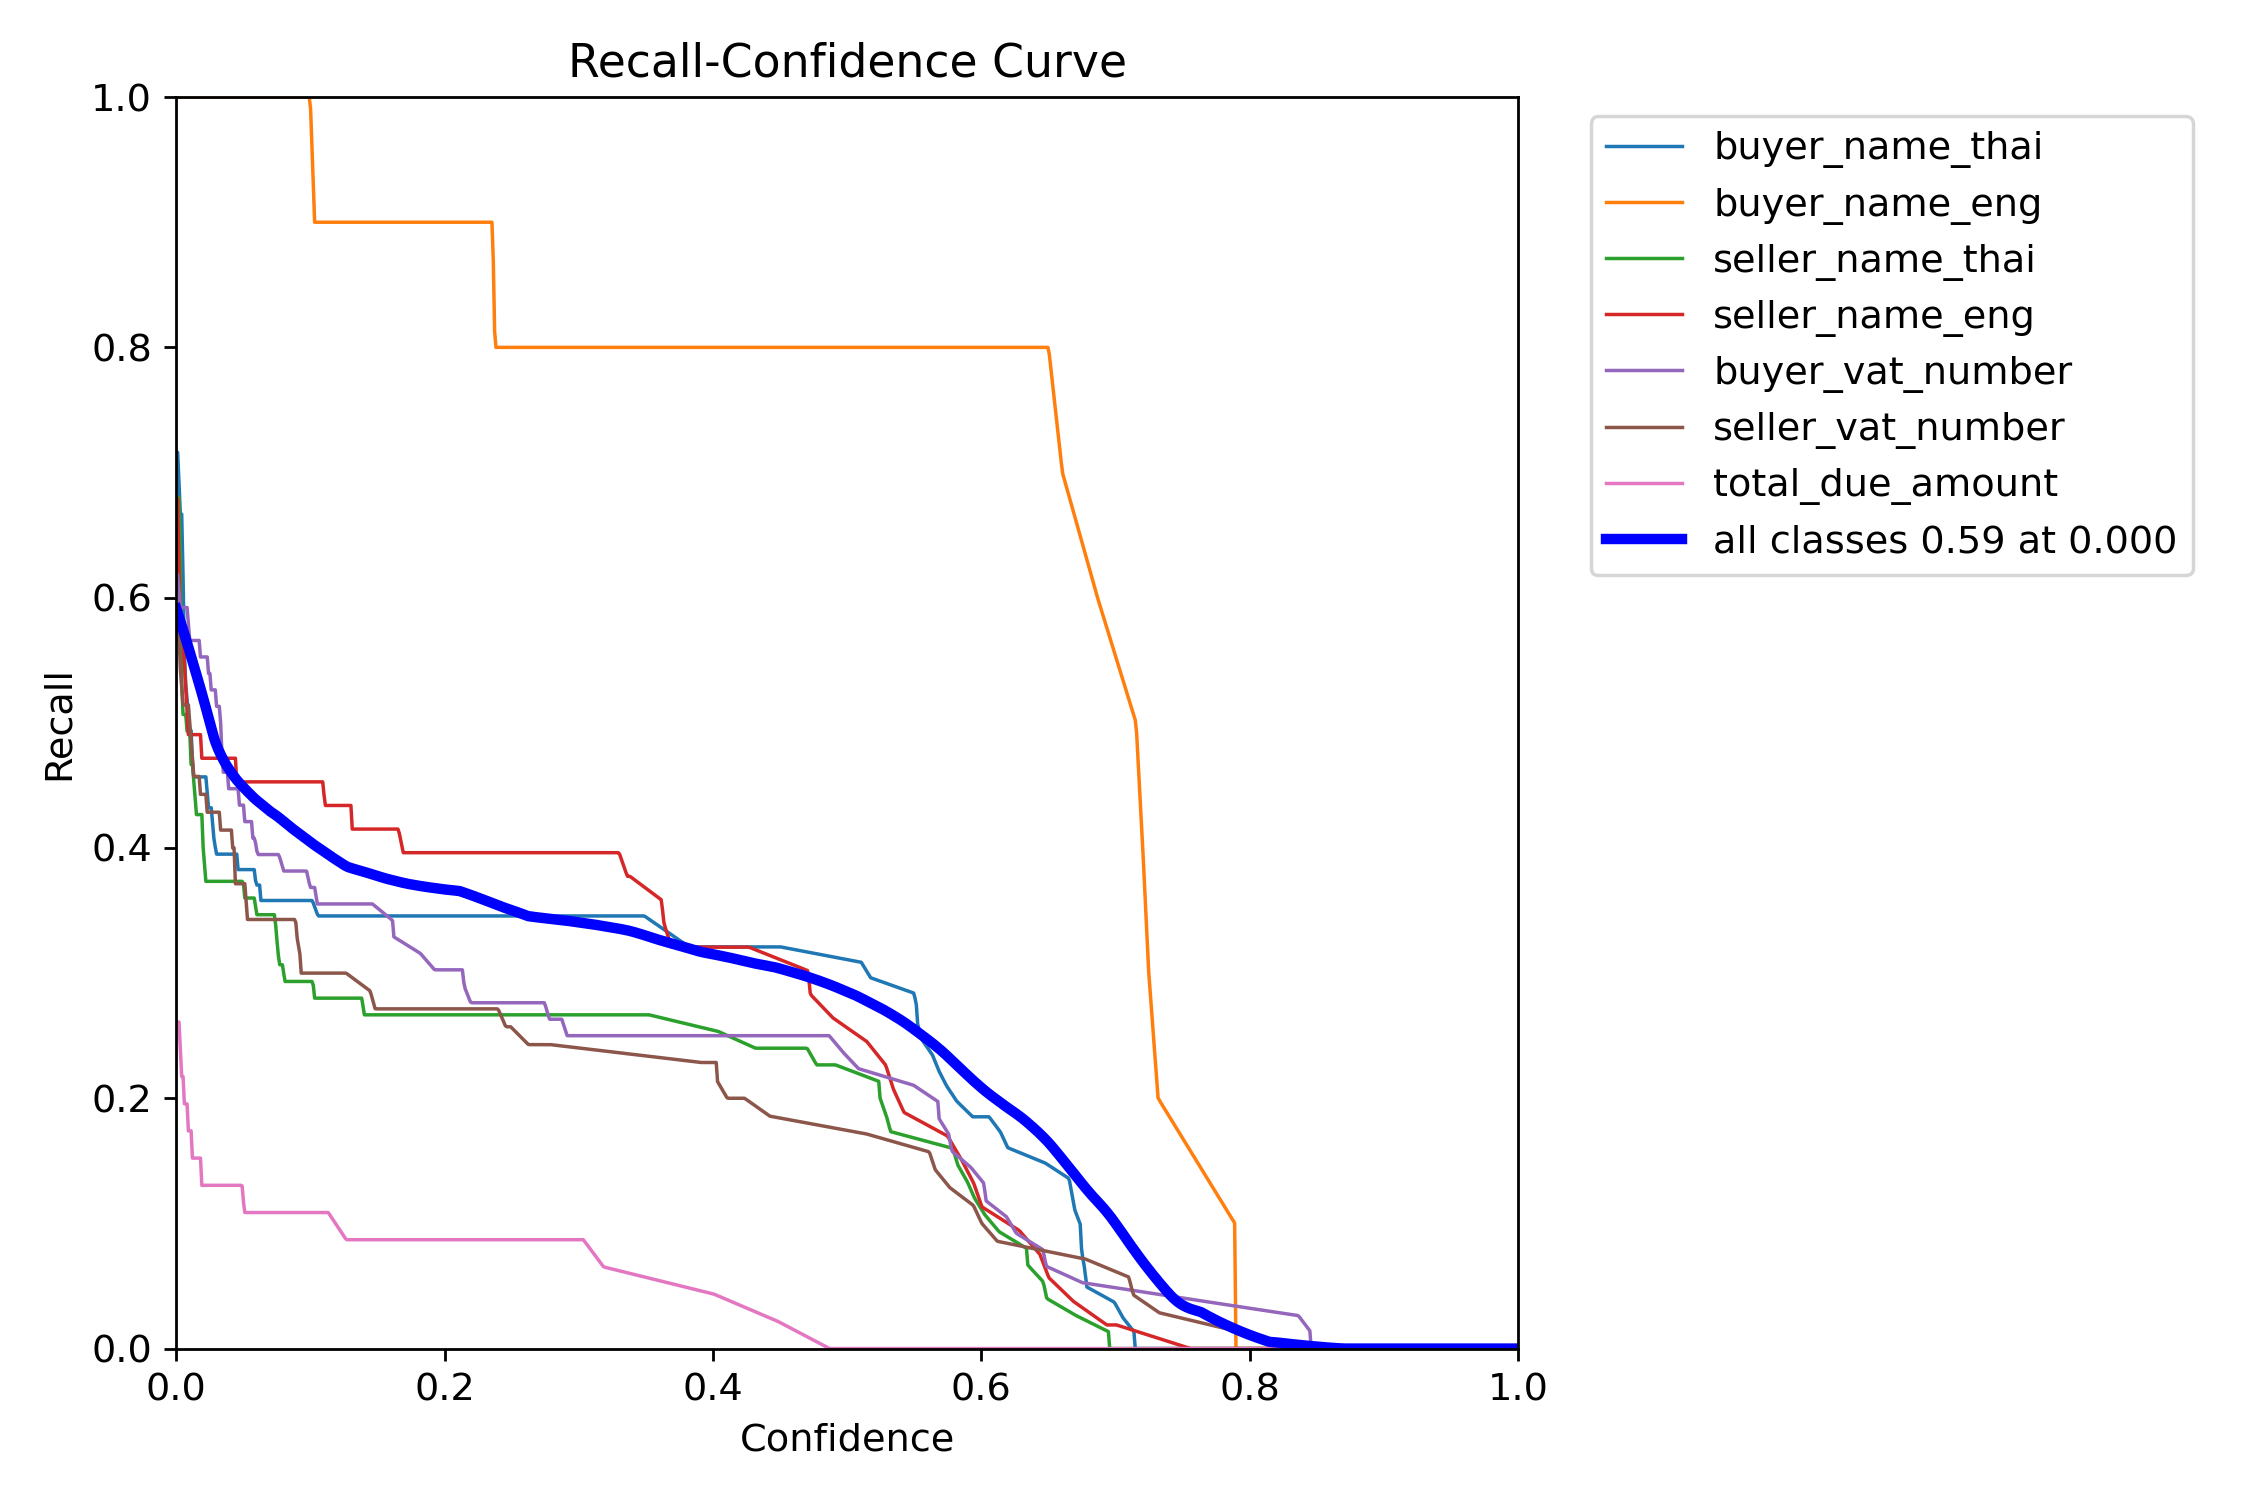 Recall-Confidence Curve
1.0
0.8
0.6
0.4
0.2
0.0
Recall
0.0 0.2 0.4 0.6 0.8 1.0
Confidence
buyer_name_thai
buyer_name_eng
seller_name_thai
seller_name_eng
buyer_vat_number
seller_vat_number
total_due_amount
all classes 0.59 at 0.000